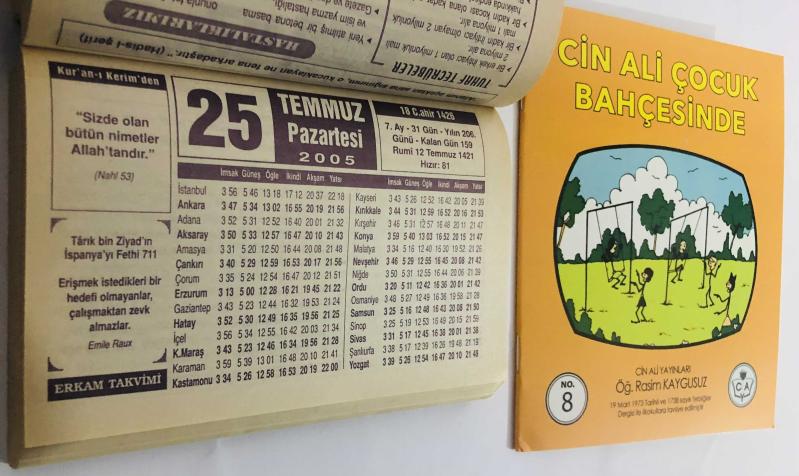 HASTALIKLARIMIZ
TUHAF TECRÜBELER
Kur'an-ı Kerim'den
"Sizde olan
bütün nimetler
Allah'tandır."
(Nahl 53)
Târık bin Ziyad'ın
İspanya'yı Fethi 711
Erişmek istedikleri bir
hedefi olmayanlar,
çalışmaktan zevk
almazlar.
Emile Raux
ERKAM TAKVİMİ
25
TEMMUZ
Pazartesi
2005
18 C.ahir 1426
7. Ay - 31 Gün - Yılın 206.
Günü - Kalan Gün 159
Rumi 12 Temmuz 1421
Hızır: 81
İmsak Güneş Öğle İkindi Akşam Yatsı
İstanbul 3 56 5 46 13 18 17 12 20 37 22 18
Ankara 3 47 5 34 13 02 16 55 20 19 21 56
Adana 3 52 5 31 12 52 16 40 20 01 21 32
Aksaray 3 50 5 33 12 57 16 47 20 10 21 43
Amasya 3 31 5 20 12 50 16 44 20 08 21 48
Çankırı 3 40 5 29 12 59 16 53 20 17 21 56
Çorum 3 35 5 24 12 54 16 47 20 12 21 51
Erzurum 3 13 5 00 12 28 16 21 19 45 21 22
Gaziantep 3 43 5 23 12 44 16 32 19 53 21 24
Hatay 3 52 5 30 12 49 16 35 19 56 21 25
İçel 3 56 5 34 12 55 16 42 20 03 21 34
K.Maraş 3 43 5 23 12 46 16 34 19 56 21 28
Karaman 3 59 5 39 13 01 16 48 20 10 21 41
Kastamonu 3 34 5 26 12 58 16 53 20 19 22 00
İmsak Güneş Öğle İkindi Akşam Yatsı
Kayseri 3 43 5 26 12 52 16 42 20 05 21 39
Kırıkkale 3 44 5 31 12 59 16 52 20 16 21 53
Kırşehir 3 46 5 31 12 57 16 48 20 11 21 47
Konya 3 59 5 40 13 03 16 52 20 15 21 47
Malatya 3 34 5 16 12 40 16 30 19 52 21 26
Nevşehir 3 46 5 29 12 55 16 45 20 08 21 42
Niğde 3 50 5 31 12 55 16 44 20 06 21 39
Ordu 3 20 5 11 12 42 16 36 20 01 21 42
Osmaniye 3 48 5 27 12 49 16 36 19 58 21 28
Samsun 3 25 5 16 12 48 16 43 20 08 21 50
Sinop 3 25 5 19 12 53 16 49 20 15 21 59
Sivas 3 31 5 17 12 45 16 38 20 01 21 38
Şanlıurfa 3 38 5 17 12 39 16 26 19 48 21 19
Yozgat 3 39 5 26 12 54 16 47 20 10 21 48
CİN ALİ ÇOCUK
BAHÇESİNDE
NO.
8
CİN ALİ YAYINLARI
Öğ. Rasim KAYGUSUZ
19 Mart 1973 Tarihli ve 1738 sayılı Tebliğler
Dergisi ile ilkokullara tavsiye edilmiştir
CA